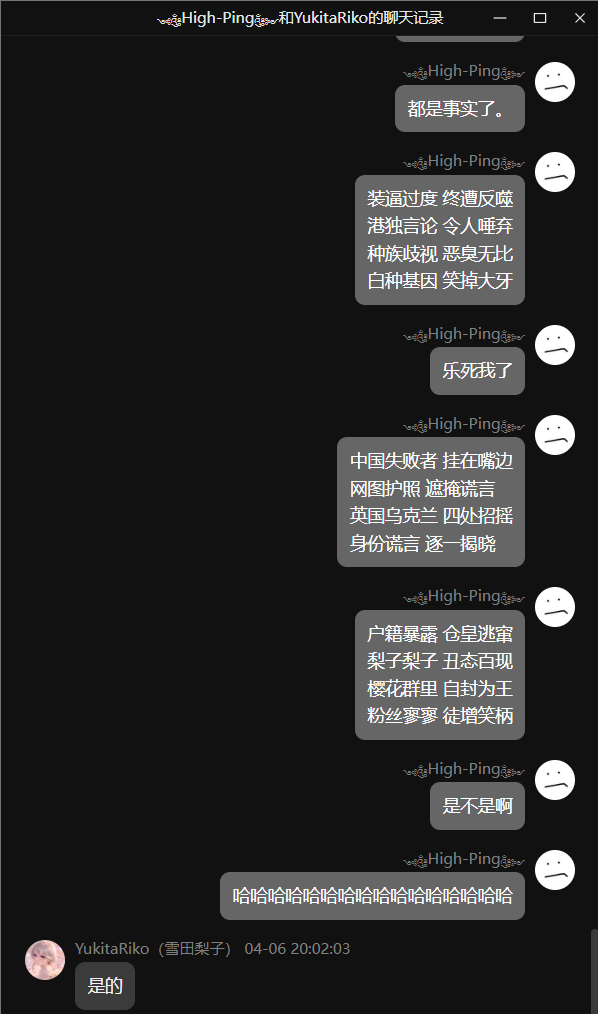 High-Ping和YukitaRiko的聊天记录
High-Ping
都是事实了。
High-Ping
装逼过度 终遭反噬
港独言论 令人唾弃
种族歧视 恶臭无比
白种基因 笑掉大牙
High-Ping
乐死我了
High-Ping
中国失败者 挂在嘴边
网图护照 遮掩谎言
英国乌克兰 四处招摇
身份谎言 逐一揭晓
High-Ping
户籍暴露 仓皇逃窜
梨子梨子 丑态百现
樱花群里 自封为王
粉丝寥寥 徒增笑柄
High-Ping
是不是啊
High-Ping
哈哈哈哈哈哈哈哈哈哈哈哈哈哈哈哈
YukitaRiko（雪田梨子） 04-06 20:02:03
是的